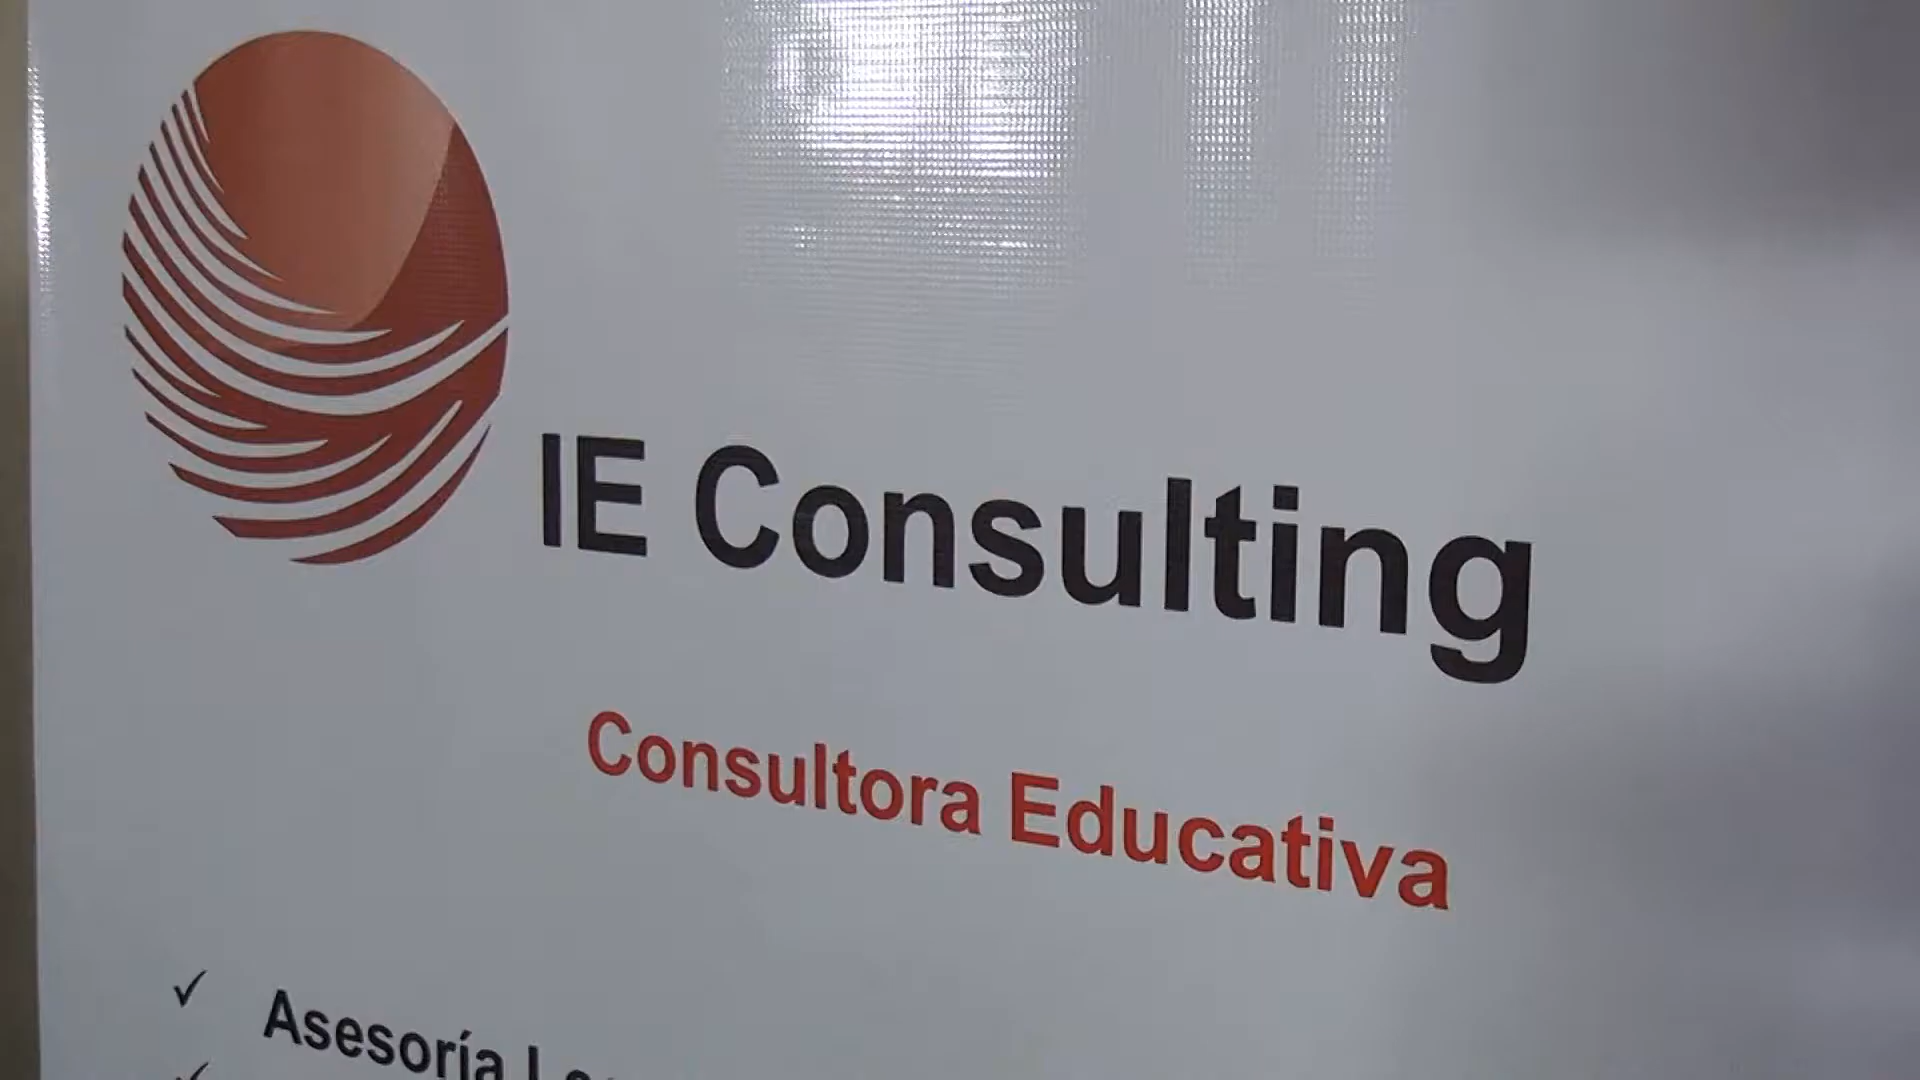 IE Consulting
Consultora Educativa
✓ Asesoría